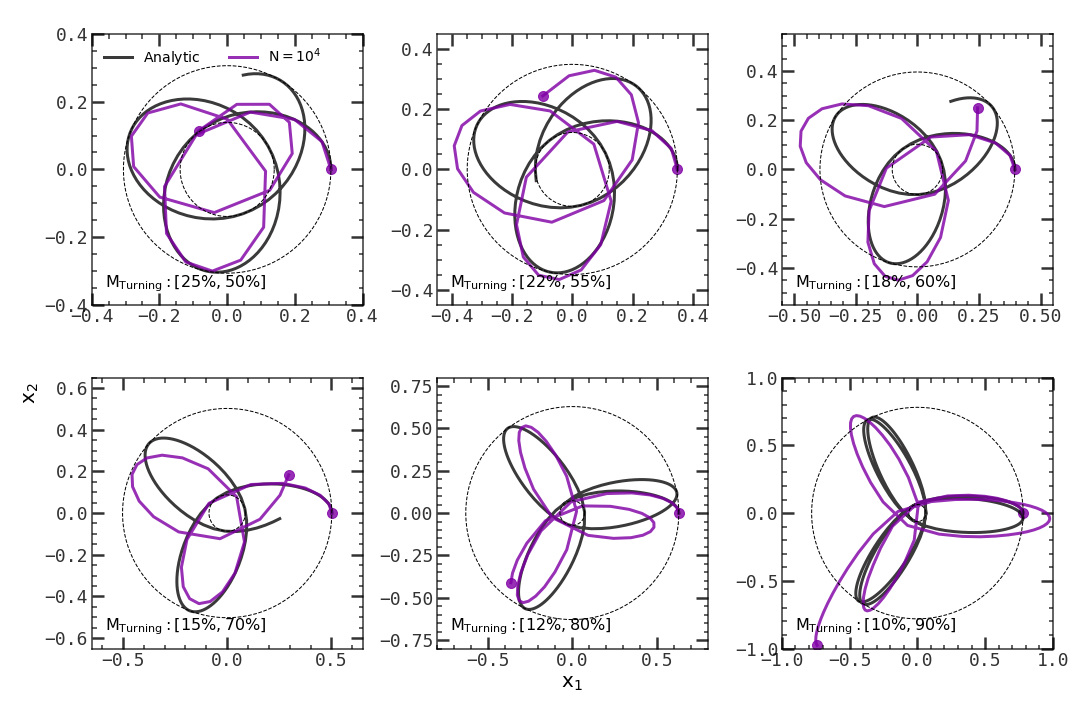 Analytic N = 10⁴
0.4
0.2
0.0
−0.2
−0.4
M_Turning : [25%, 50%]
−0.4 −0.2 0.0 0.2 0.4
0.4
0.2
0.0
−0.2
−0.4
M_Turning : [22%, 55%]
−0.4 −0.2 0.0 0.2 0.4
0.4
0.2
0.0
−0.2
−0.4
M_Turning : [18%, 60%]
−0.50 −0.25 0.00 0.25 0.50
x₂
0.6
0.4
0.2
0.0
−0.2
−0.4
−0.6
M_Turning : [15%, 70%]
−0.5 0.0 0.5
0.75
0.50
0.25
0.00
−0.25
−0.50
−0.75
M_Turning : [12%, 80%]
−0.5 0.0 0.5
1.0
0.5
0.0
−0.5
−1.0
M_Turning : [10%, 90%]
−1.0 −0.5 0.0 0.5 1.0
x₁